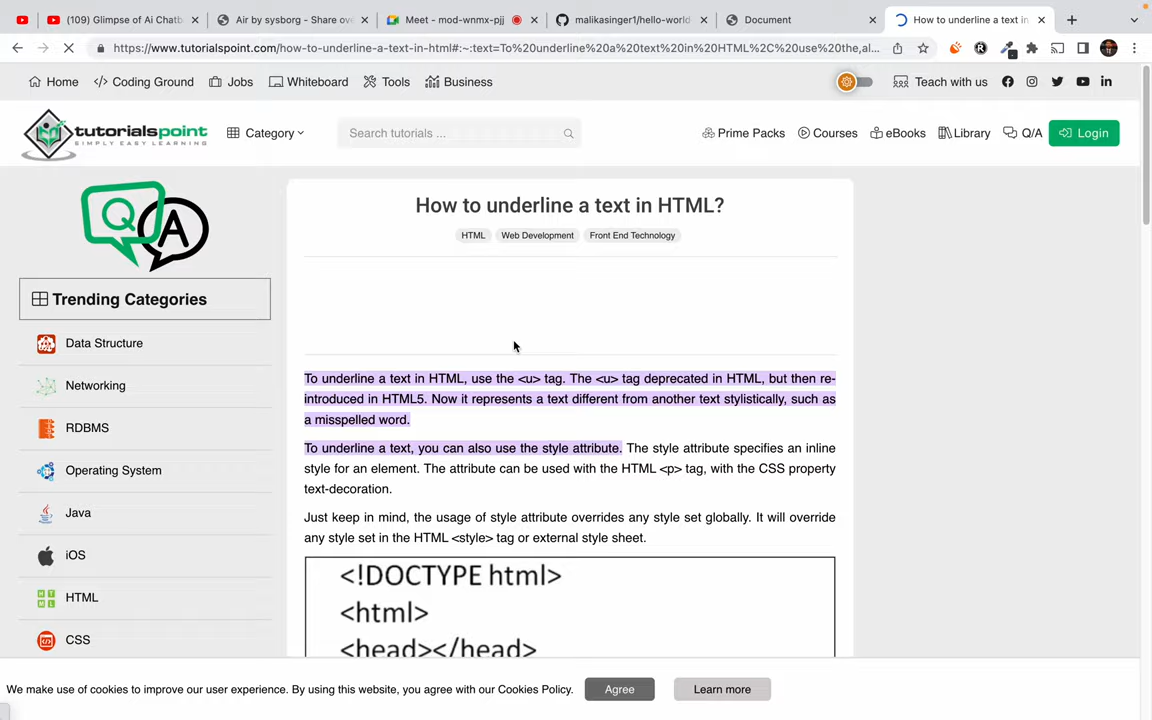 (109) Glimpse of Ai Chatb
Air by sysborg - Share ove
Meet - mod-wnmx-pjj
malikasinger1/hello-world
Document
How to underline a text in
https://www.tutorialspoint.com/how-to-underline-a-text-in-html#:~:text=To%20underline%20a%20text%20in%20HTML%2C%20use%20the,al...
Home Coding Ground Jobs Whiteboard Tools Business Teach with us
tutorialspoint
SIMPLY EASY LEARNING
Category
Search tutorials ...
Prime Packs Courses eBooks Library Q/A Login
Q
A
How to underline a text in HTML?
HTML Web Development Front End Technology
Trending Categories
Data Structure
Networking
RDBMS
Operating System
Java
iOS
HTML
CSS
To underline a text in HTML, use the <u> tag. The <u> tag deprecated in HTML, but then re-
introduced in HTML5. Now it represents a text different from another text stylistically, such as
a misspelled word.
To underline a text, you can also use the style attribute. The style attribute specifies an inline
style for an element. The attribute can be used with the HTML <p> tag, with the CSS property
text-decoration.
Just keep in mind, the usage of style attribute overrides any style set globally. It will override
any style set in the HTML <style> tag or external style sheet.
<!DOCTYPE html>
<html>
<head></head>
We make use of cookies to improve our user experience. By using this website, you agree with our Cookies Policy. Agree Learn more